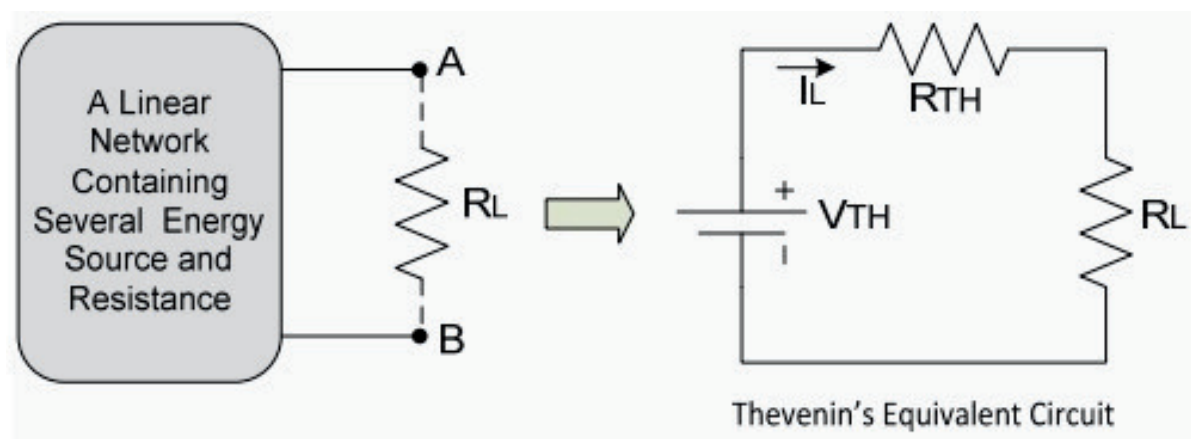 A Linear
Network
Containing
Several Energy
Source and
Resistance
A
RL
B
IL
RTH
+
VTH
RL
Thevenin's Equivalent Circuit